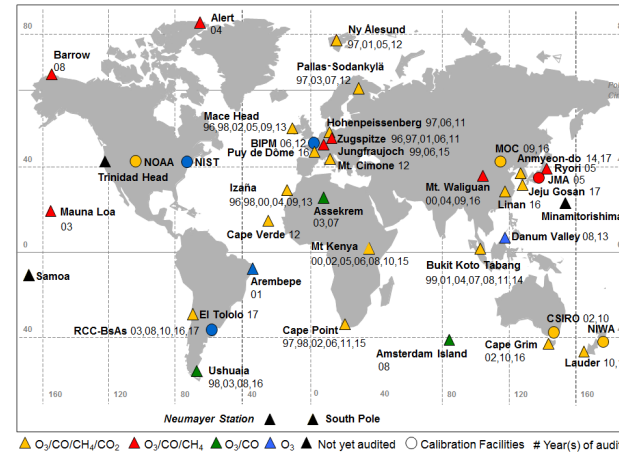 80
Alert
04
Ny Ålesund
97,01,05,12
Barrow
08
Pallas-Sodankylä
97,03,07,12
Mace Head
96,98,02,05,09,13
Hohenpeissenberg 97,06,11
Zugspitze 96,97,01,06,11
BIPM 06,12
Jungfraujoch 99,06,15
Puy de Dôme 16
Mt. Cimone 12
MOC 09,16
Anmyeon-do 14,17
Ryori 05
JMA 05
Jeju Gosan 17
40
NOAA
NIST
Trinidad Head
Izaña
96,98,00,04,09,13
Assekrem
03,07
Mt. Waliguan
00,04,09,16
Linan 16
Minamitorishima
Mauna Loa
03
Cape Verde 12
Mt Kenya
00,02,05,06,08,10,15
Danum Valley 08,13
0
Bukit Koto Tabang
99,01,04,07,08,11,14
Samoa
Arembepe
01
El Tololo 17
RCC-BsAs 03,08,10,16,17
Cape Point
97,98,02,06,11,15
CSIRO 02,10
NIWA
40
Ushuaia
98,03,08,16
Amsterdam Island
08
Cape Grim
02,10,16
Lauder 10,
160 120 80 40 0 40 80 120 160
Neumayer Station South Pole
O₃/CO/CH₄/CO₂ O₃/CO/CH₄ O₃/CO O₃ Not yet audited Calibration Facilities # Year(s) of audi